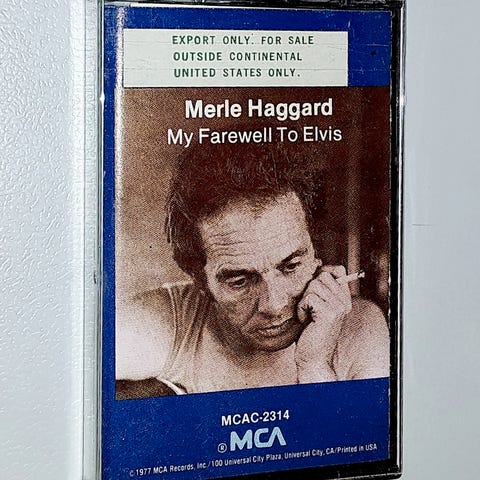 EXPORT ONLY. FOR SALE
OUTSIDE CONTINENTAL
UNITED STATES ONLY.
Merle Haggard
My Farewell To Elvis
MCAC-2314
® MCA
© 1977 MCA Records, Inc./100 Universal City Plaza, Universal City, CA/Printed in USA